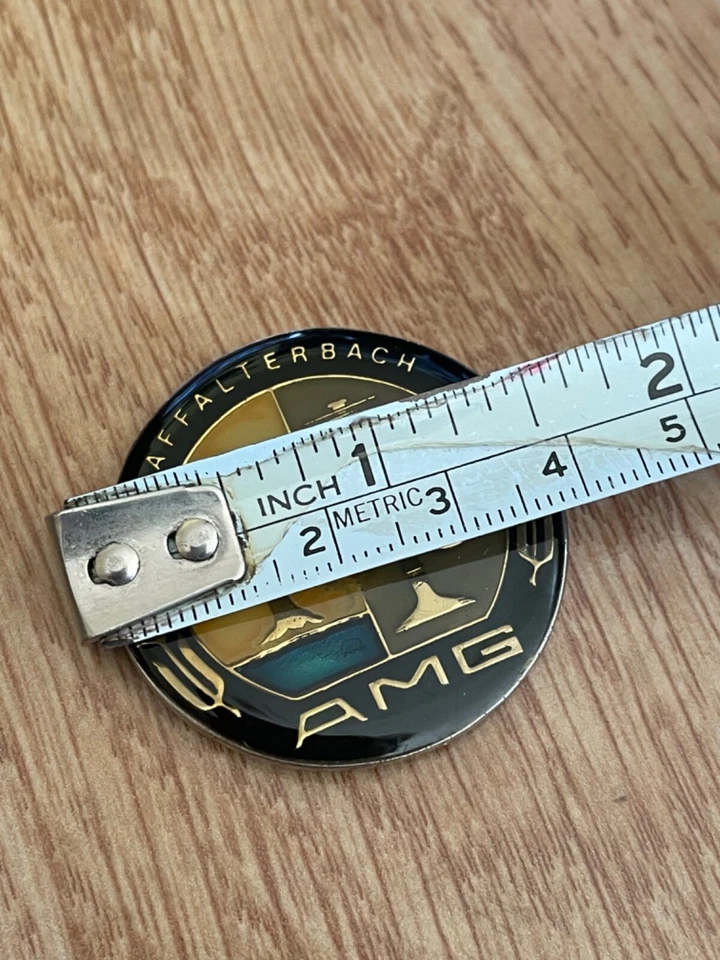 AFFALTERBACH
INCH 1 2
2 METRIC 3 4 5
AMG